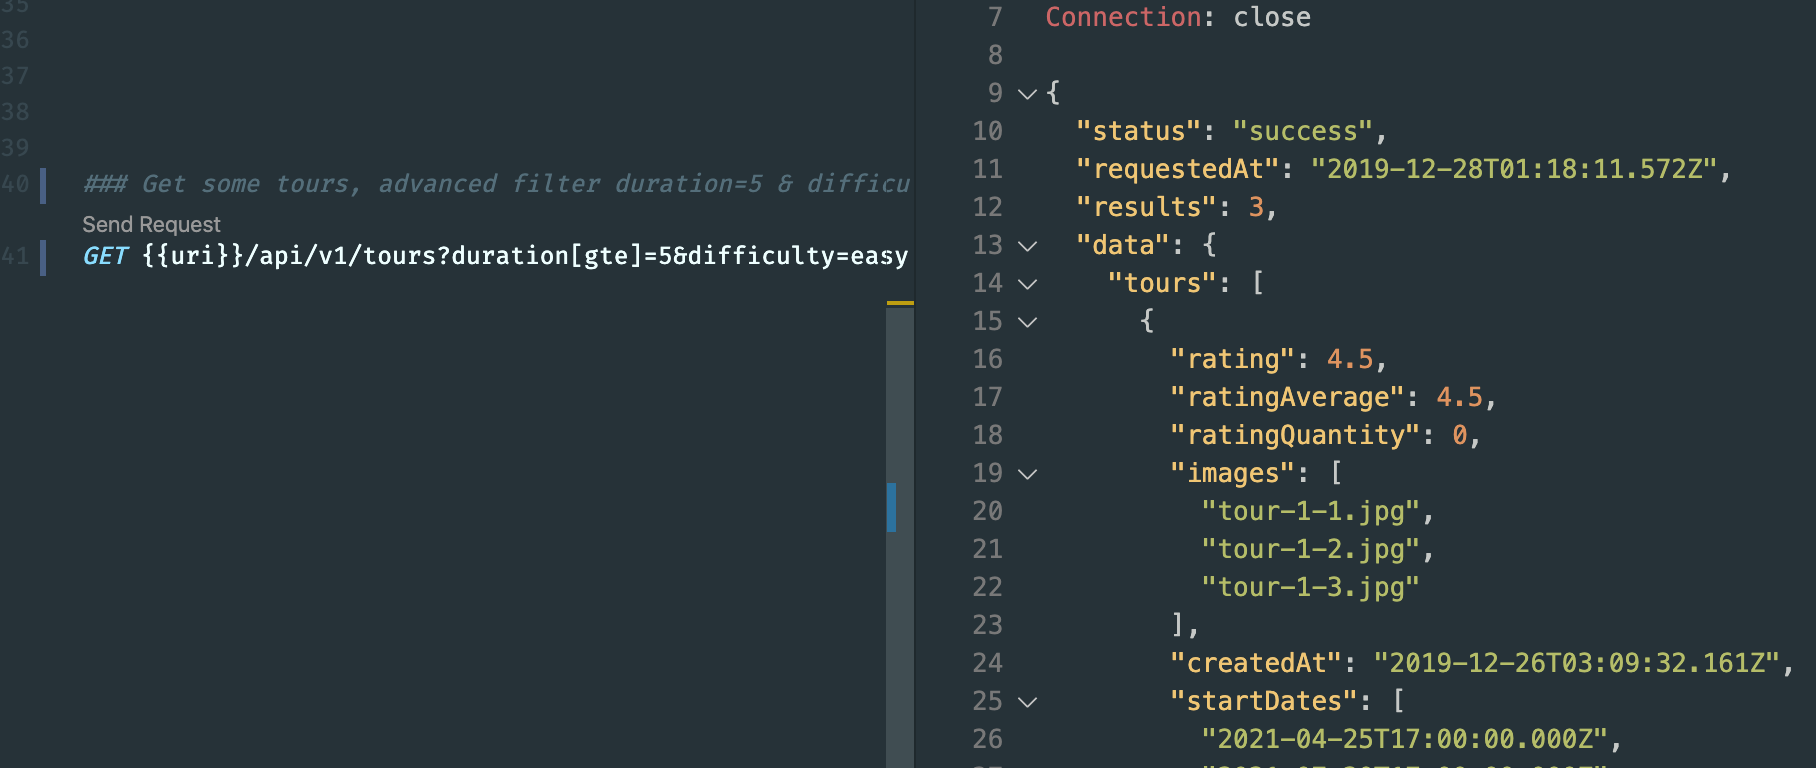 35
36
37
38
39
40 ### Get some tours, advanced filter duration=5 & difficu
Send Request
41 GET {{uri}}/api/v1/tours?duration[gte]=5&difficulty=easy
7 Connection: close
8
9 {
10 "status": "success",
11 "requestedAt": "2019-12-28T01:18:11.572Z",
12 "results": 3,
13 "data": {
14 "tours": [
15 {
16 "rating": 4.5,
17 "ratingAverage": 4.5,
18 "ratingQuantity": 0,
19 "images": [
20 "tour-1-1.jpg",
21 "tour-1-2.jpg",
22 "tour-1-3.jpg"
23 ],
24 "createdAt": "2019-12-26T03:09:32.161Z",
25 "startDates": [
26 "2021-04-25T17:00:00.000Z",